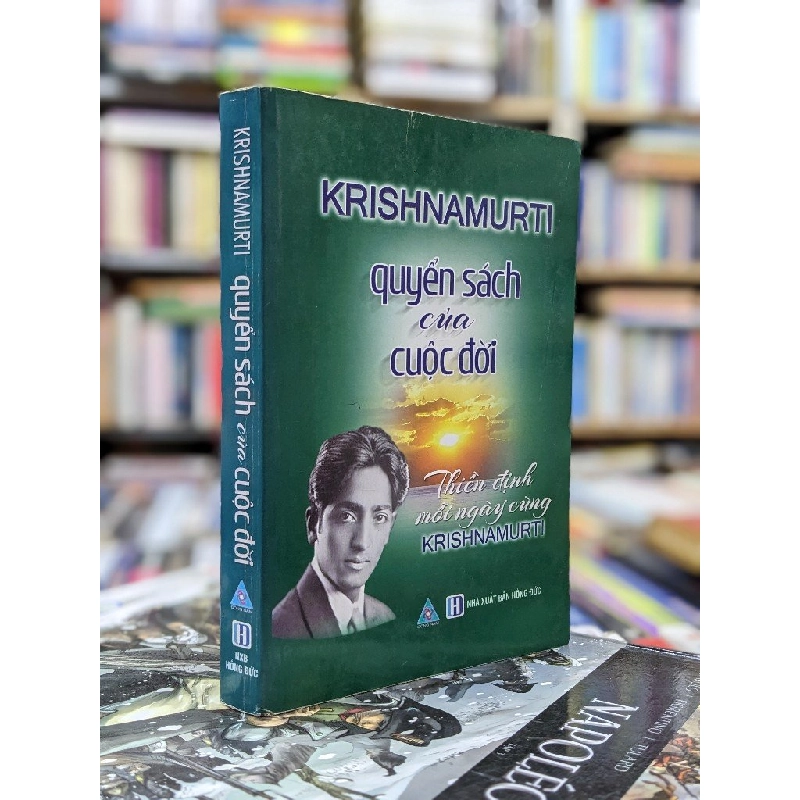 KRISHNAMURTI
quyển sách
của
cuộc đời
Thiền định
mỗi ngày cùng
KRISHNAMURTI
H NHÀ XUẤT BẢN HỒNG ĐỨC
KRISHNAMURTI quyển sách của cuộc đời
H
NXB
HỒNG ĐỨC
NAPOLÉO